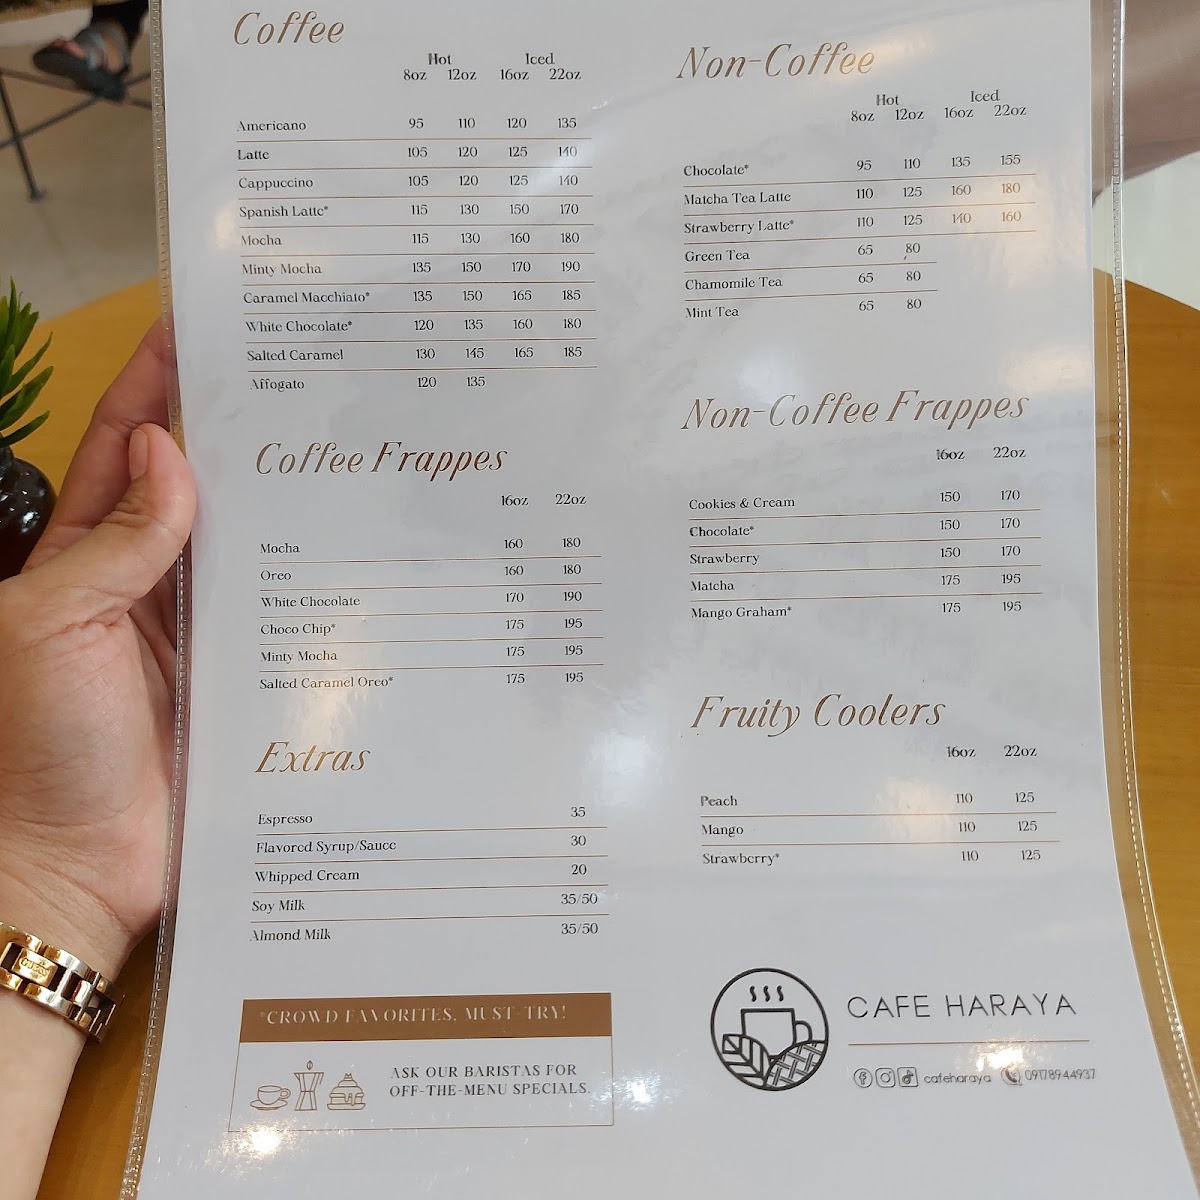 Coffee
Hot Iced
8oz 12oz 16oz 22oz
Americano 95 110 120 135
Latte 105 120 125 140
Cappuccino 105 120 125 140
Spanish Latte* 115 130 150 170
Mocha 115 130 160 180
Minty Mocha 135 150 170 190
Caramel Macchiato* 135 150 165 185
White Chocolate* 120 135 160 180
Salted Caramel 130 145 165 185
Affogato 120 135
Coffee Frappes
16oz 22oz
Mocha 160 180
Oreo 160 180
White Chocolate 170 190
Choco Chip* 175 195
Minty Mocha 175 195
Salted Caramel Oreo* 175 195
Extras
Espresso 35
Flavored Syrup/Sauce 30
Whipped Cream 20
Soy Milk 35/50
Almond Milk 35/50
*CROWD FAVORITES, MUST-TRY!
ASK OUR BARISTAS FOR
OFF-THE-MENU SPECIALS.
Non-Coffee
Hot Iced
8oz 12oz 16oz 22oz
Chocolate* 95 110 135 155
Matcha Tea Latte 110 125 160 180
Strawberry Latte* 110 125 140 160
Green Tea 65 80
Chamomile Tea 65 80
Mint Tea 65 80
Non-Coffee Frappes
16oz 22oz
Cookies & Cream 150 170
Chocolate* 150 170
Strawberry 150 170
Matcha 175 195
Mango Graham* 175 195
Fruity Coolers
16oz 22oz
Peach 110 125
Mango 110 125
Strawberry* 110 125
CAFE HARAYA
cafeharaya 09178944937